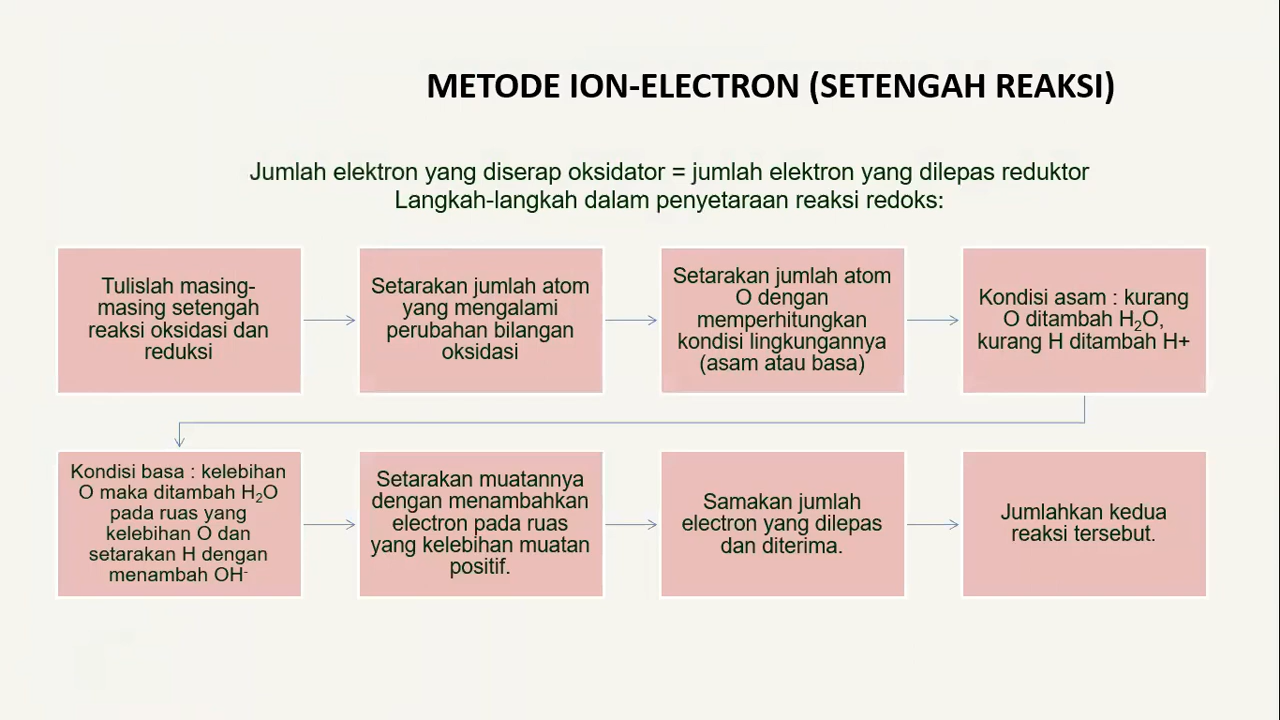 METODE ION-ELECTRON (SETENGAH REAKSI)
Jumlah elektron yang diserap oksidator = jumlah elektron yang dilepas reduktor
Langkah-langkah dalam penyetaraan reaksi redoks:
Tulislah masing-
masing setengah
reaksi oksidasi dan
reduksi
Setarakan jumlah atom
yang mengalami
perubahan bilangan
oksidasi
Setarakan jumlah atom
O dengan
memperhitungkan
kondisi lingkungannya
(asam atau basa)
Kondisi asam : kurang
O ditambah H₂O,
kurang H ditambah H+
Kondisi basa : kelebihan
O maka ditambah H₂O
pada ruas yang
kelebihan O dan
setarakan H dengan
menambah OH⁻
Setarakan muatannya
dengan menambahkan
electron pada ruas
yang kelebihan muatan
positif.
Samakan jumlah
electron yang dilepas
dan diterima.
Jumlahkan kedua
reaksi tersebut.